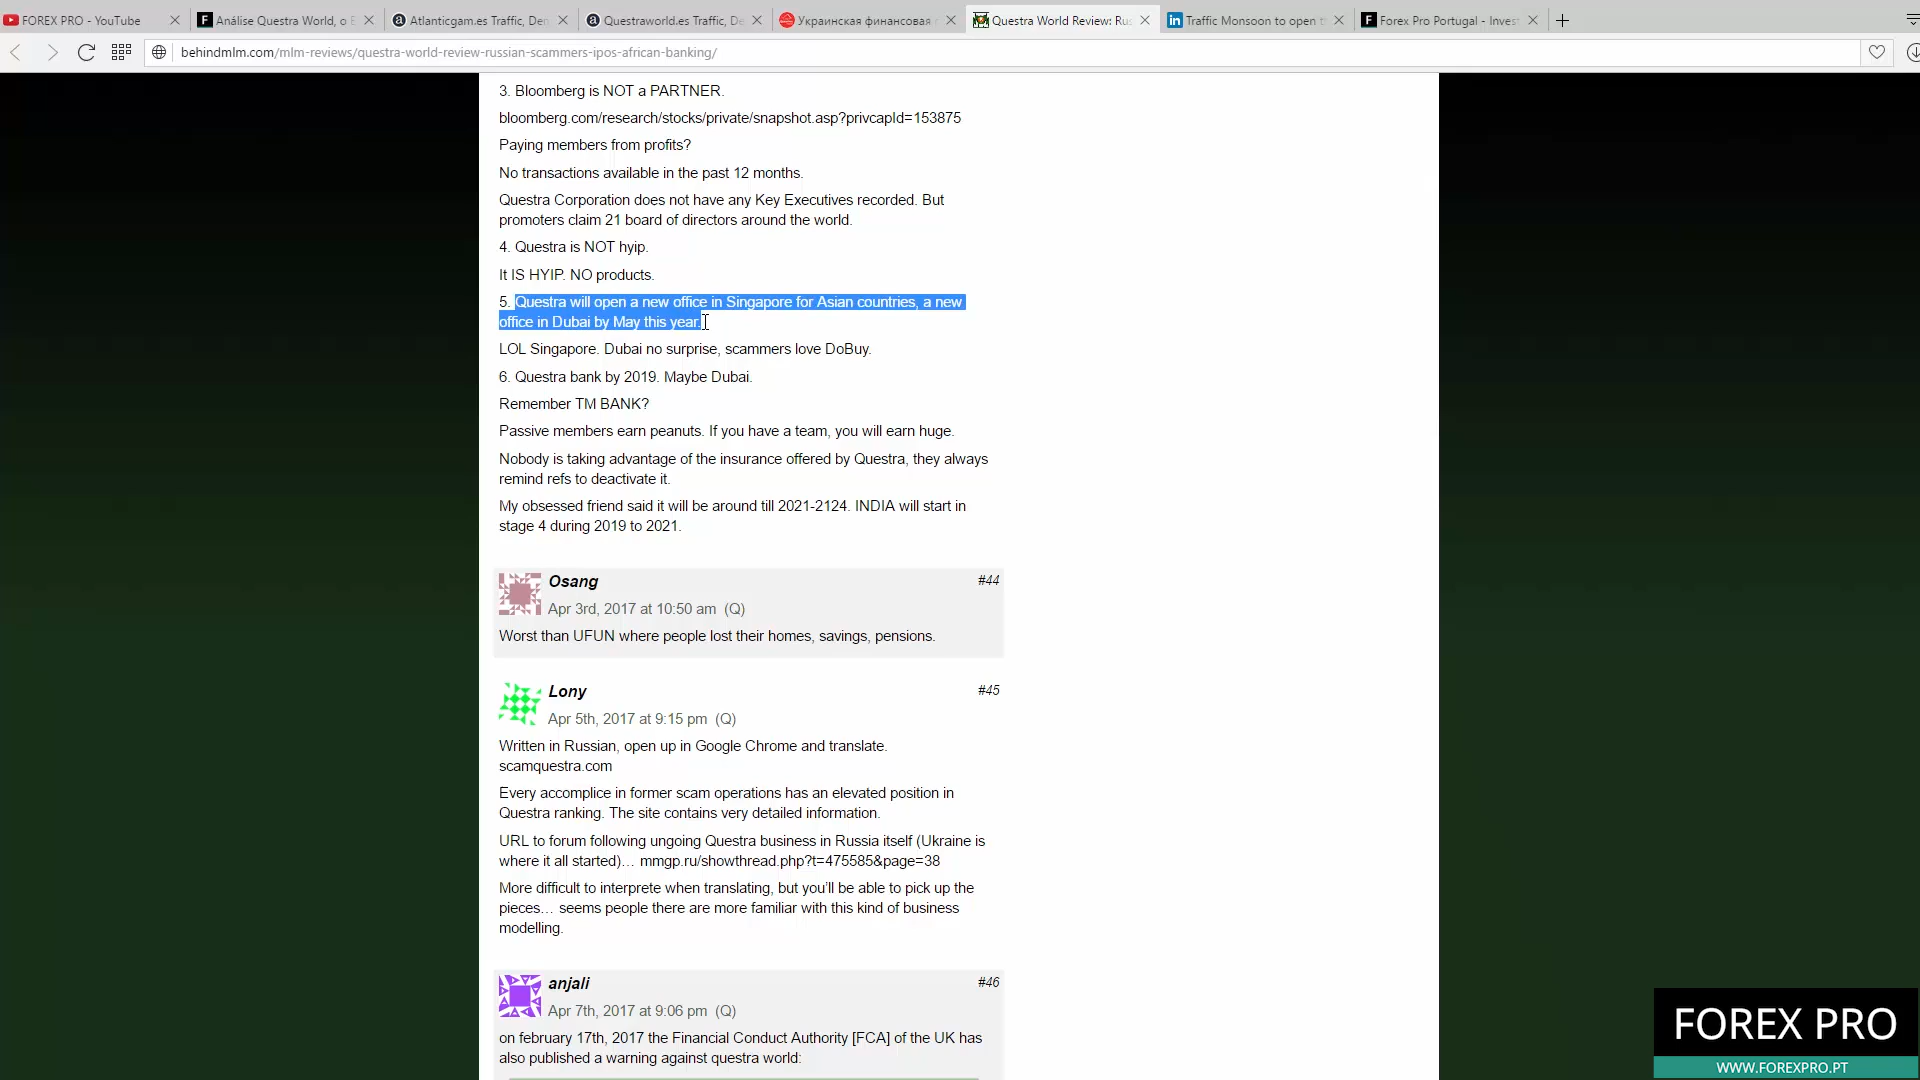 FOREX PRO - YouTube
Análise Questra World, o E
Atlanticgam.es Traffic, Den
Questraworld.es Traffic, De
Украинская финансовая
Questra World Review: Rus
Traffic Monsoon to open t
Forex Pro Portugal - Invest
behindmlm.com/mlm-reviews/questra-world-review-russian-scammers-ipos-african-banking/
3. Bloomberg is NOT a PARTNER.
bloomberg.com/research/stocks/private/snapshot.asp?privcapId=153875
Paying members from profits?
No transactions available in the past 12 months.
Questra Corporation does not have any Key Executives recorded. But
promoters claim 21 board of directors around the world.
4. Questra is NOT hyip.
It IS HYIP. NO products.
5. Questra will open a new office in Singapore for Asian countries, a new
office in Dubai by May this year.
LOL Singapore. Dubai no surprise, scammers love DoBuy.
6. Questra bank by 2019. Maybe Dubai.
Remember TM BANK?
Passive members earn peanuts. If you have a team, you will earn huge.
Nobody is taking advantage of the insurance offered by Questra, they always
remind refs to deactivate it.
My obsessed friend said it will be around till 2021-2124. INDIA will start in
stage 4 during 2019 to 2021.
Osang
#44
Apr 3rd, 2017 at 10:50 am (Q)
Worst than UFUN where people lost their homes, savings, pensions.
Lony
#45
Apr 5th, 2017 at 9:15 pm (Q)
Written in Russian, open up in Google Chrome and translate.
scamquestra.com
Every accomplice in former scam operations has an elevated position in
Questra ranking. The site contains very detailed information.
URL to forum following ungoing Questra business in Russia itself (Ukraine is
where it all started)… mmgp.ru/showthread.php?t=475585&page=38
More difficult to interprete when translating, but you’ll be able to pick up the
pieces… seems people there are more familiar with this kind of business
modelling.
anjali
#46
Apr 7th, 2017 at 9:06 pm (Q)
on february 17th, 2017 the Financial Conduct Authority [FCA] of the UK has
also published a warning against questra world:
FOREX PRO
WWW.FOREXPRO.PT